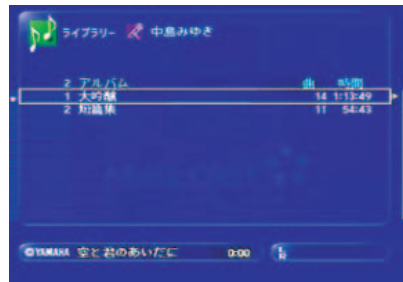 ライブラリー 中島みゆき
2 アルバム 曲 時間
1 大吟醸 14 1:13:49
2 短篇集 11 54:43
YAMAHA 空と君のあいだに 0:00